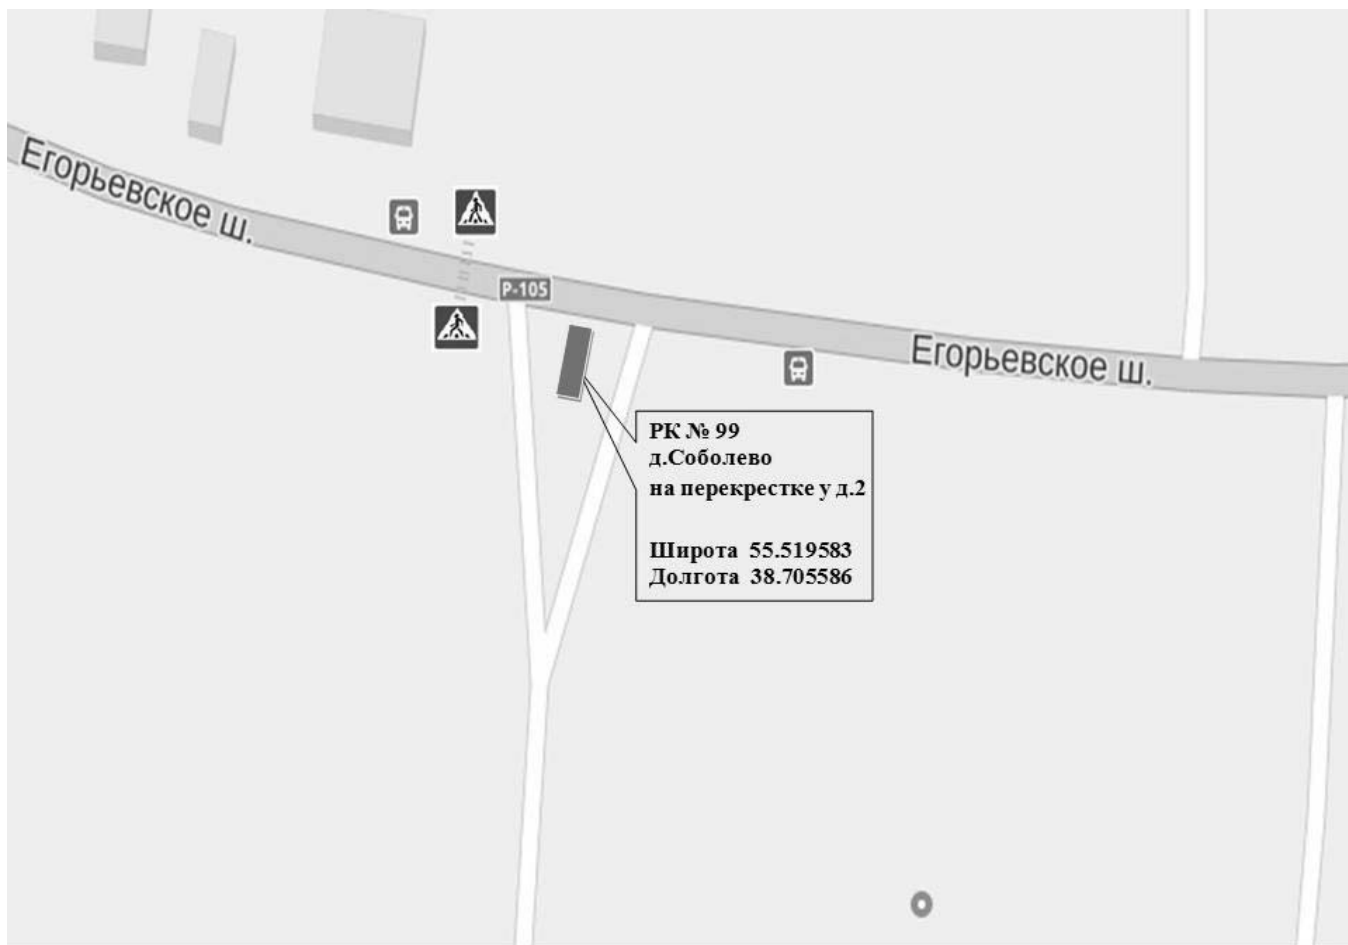 Егорьевское ш.
Р-105
Егорьевское ш.
РК № 99
д.Соболево
на перекрестке у д.2
Широта 55.519583
Долгота 38.705586